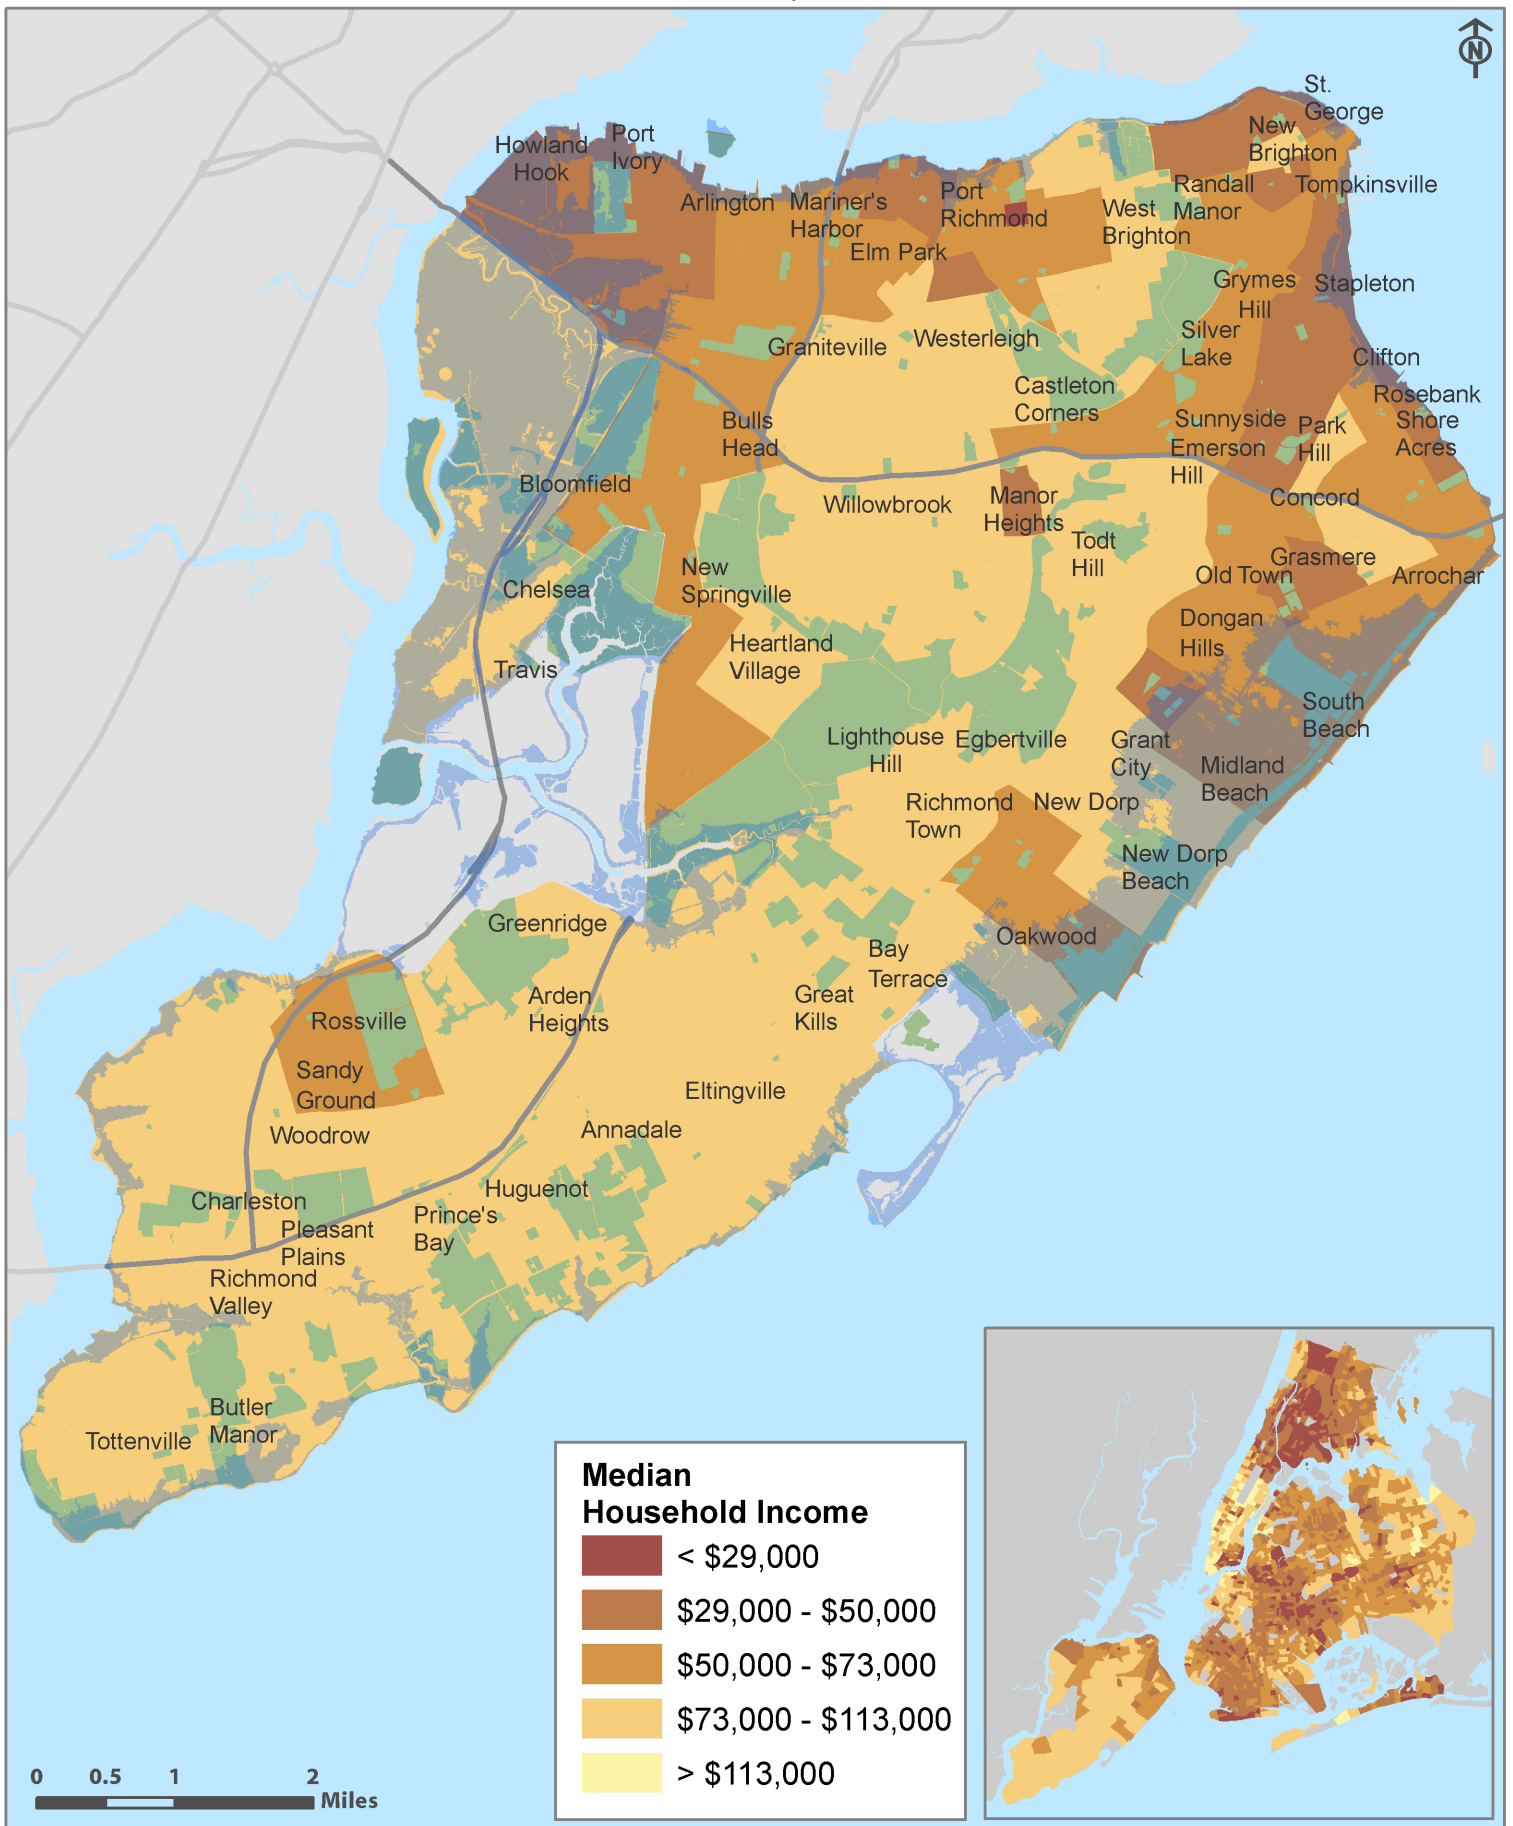 N
St.
George
New
Brighton
Howland
Hook
Port
Ivory
Arlington
Mariner's
Harbor
Port
Richmond
Randall
Manor
Tompkinsville
West
Brighton
Elm Park
Grymes
Hill
Stapleton
Graniteville
Westerleigh
Silver
Lake
Clifton
Castleton
Corners
Rosebank
Shore
Acres
Bulls
Head
Sunnyside
Emerson
Hill
Park
Hill
Bloomfield
Willowbrook
Manor
Heights
Concord
Todt
Hill
Grasmere
Old Town
Arrochar
New
Springville
Chelsea
Dongan
Hills
Heartland
Village
Travis
South
Beach
Lighthouse
Hill
Egbertville
Grant
City
Midland
Beach
Richmond
Town
New Dorp
New Dorp
Beach
Greenridge
Oakwood
Bay
Terrace
Great
Kills
Arden
Heights
Rossville
Sandy
Ground
Eltingville
Woodrow
Annadale
Huguenot
Charleston
Pleasant
Plains
Prince's
Bay
Richmond
Valley
Butler
Manor
Tottenville
Median
Household Income
< $29,000
$29,000 - $50,000
$50,000 - $73,000
$73,000 - $113,000
> $113,000
0 0.5 1 2
Miles